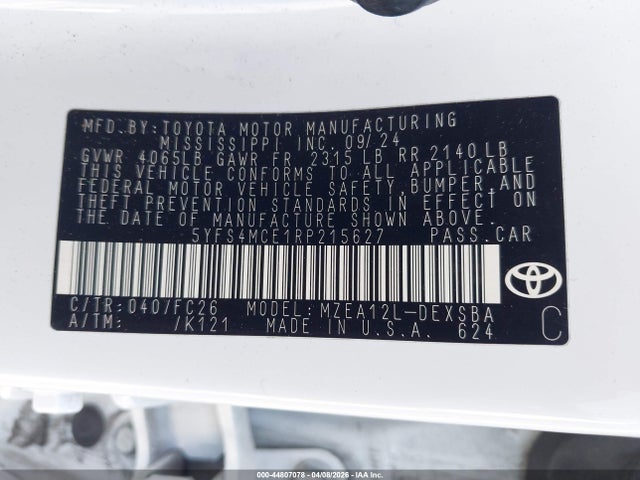 MFD.BY:TOYOTA MOTOR MANUFACTURING
MISSISSIPPI INC. 09/24
GVWR 4065LB GAWR FR 2315 LB RR 2140 LB
THIS VEHICLE CONFORMS TO ALL APPLICABLE
FEDERAL MOTOR VEHICLE SAFETY, BUMPER,AND
THEFT PREVENTION STANDARDS IN EFFECT ON
THE DATE OF MANUFACTURE SHOWN ABOVE.
5YFS4MCE1RP215627 PASS.CAR
C/TR:040/FC26 MODEL:MZEA12L-DEXSBA
A/TM: /K121 MADE IN U.S.A. 624
C
000-44807078 | 04/08/2026 | IAA Inc.